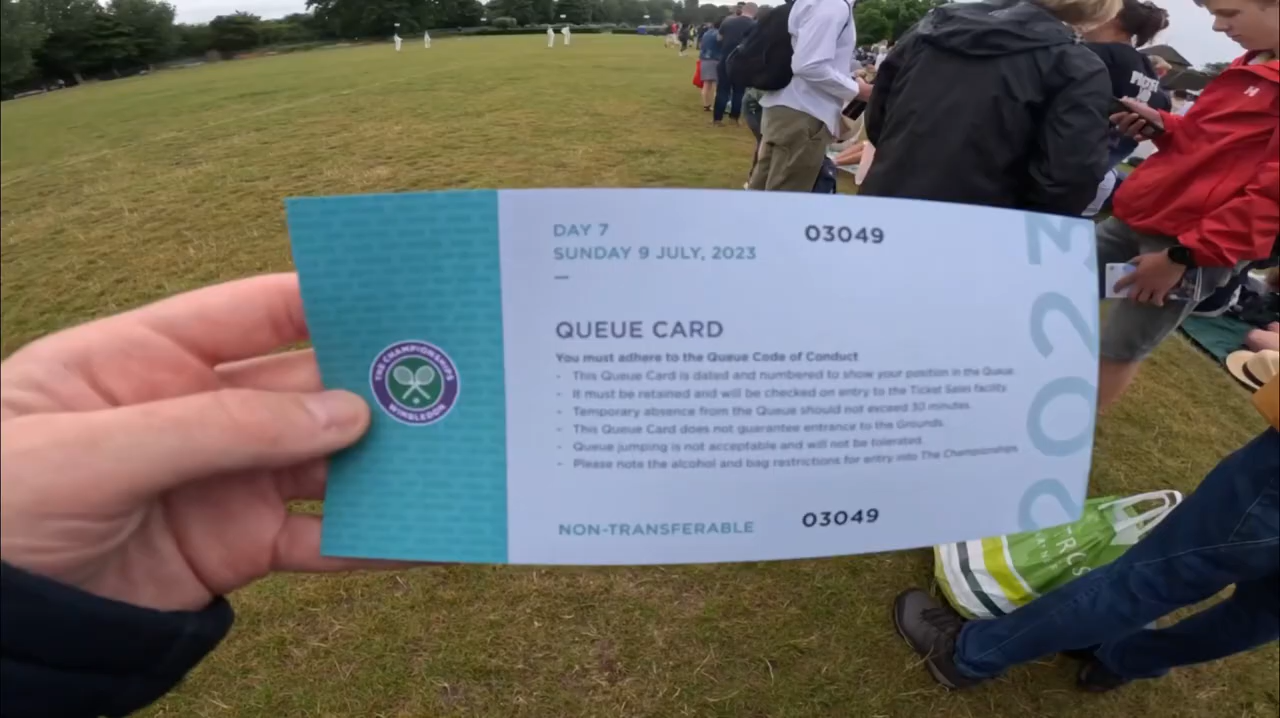 DAY 7
03049
SUNDAY 9 JULY, 2023
—
QUEUE CARD
You must adhere to the Queue Code of Conduct
- This Queue Card is dated and numbered to show your position in the Queue.
- It must be retained and will be checked on entry to the Ticket Sales facility.
- Temporary absence from the Queue should not exceed 30 minutes.
- This Queue Card does not guarantee entrance to the Grounds.
- Queue jumping is not acceptable and will not be tolerated.
- Please note the alcohol and bag restrictions for entry into The Championships.
NON-TRANSFERABLE
03049
2023
THE CHAMPIONSHIPS
WIMBLEDON